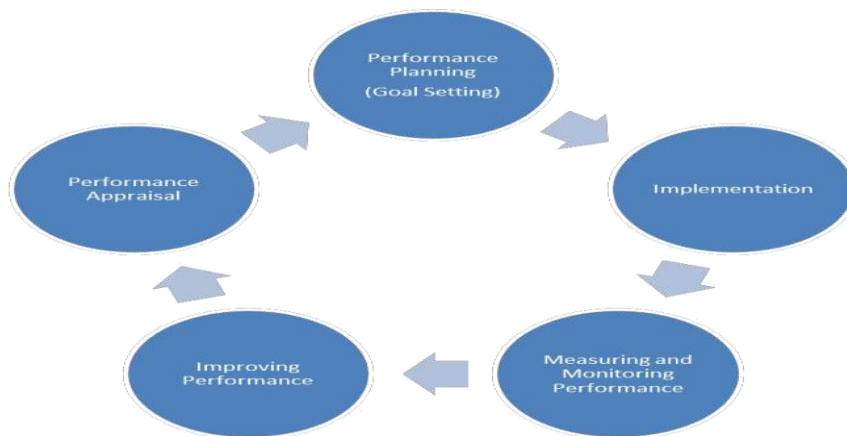 Performance
Planning
(Goal Setting)
Implementation
Measuring and
Monitoring
Performance
Improving
Performance
Performance
Appraisal